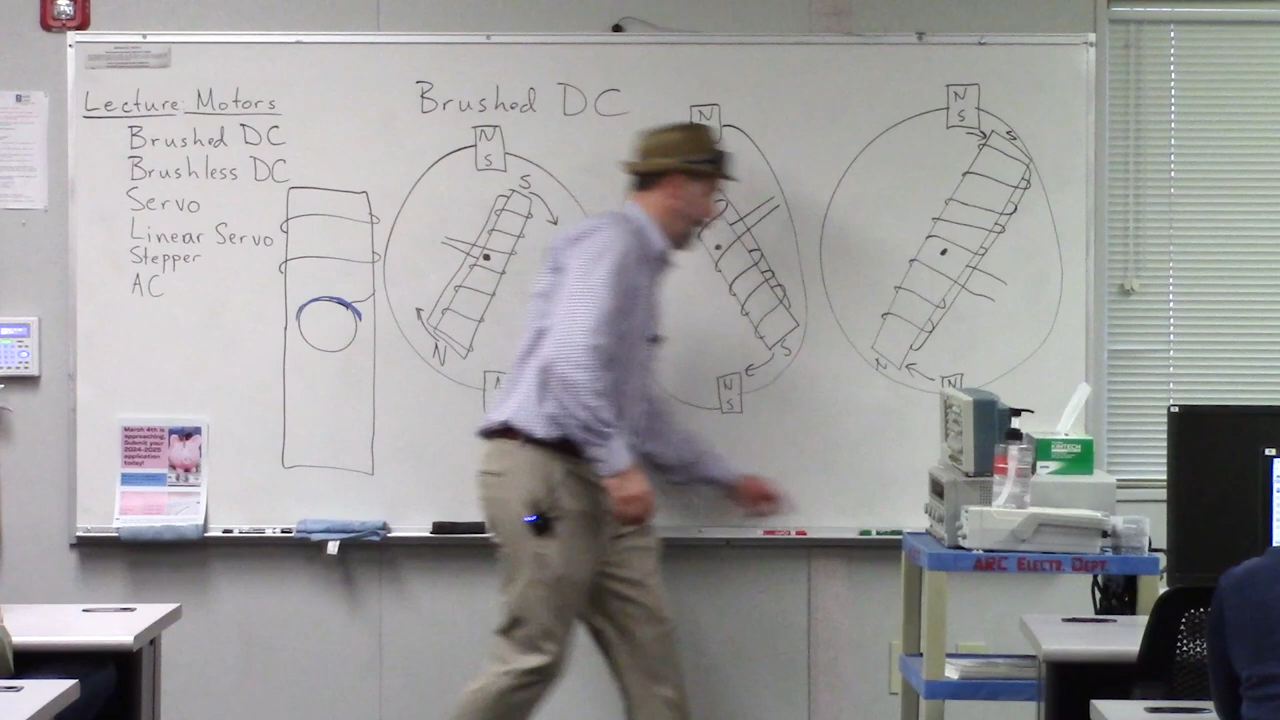 Lecture: Motors
Brushed DC
Brushless DC
Servo
Linear Servo
Stepper
AC
Brushed DC
N
S
S
N
N
N
S
S
N
S
S
N
N
March 4th is
approaching.
Submit your
2024-2025
application
today!
KIMTECH
ARC ELECTR. DEPT.